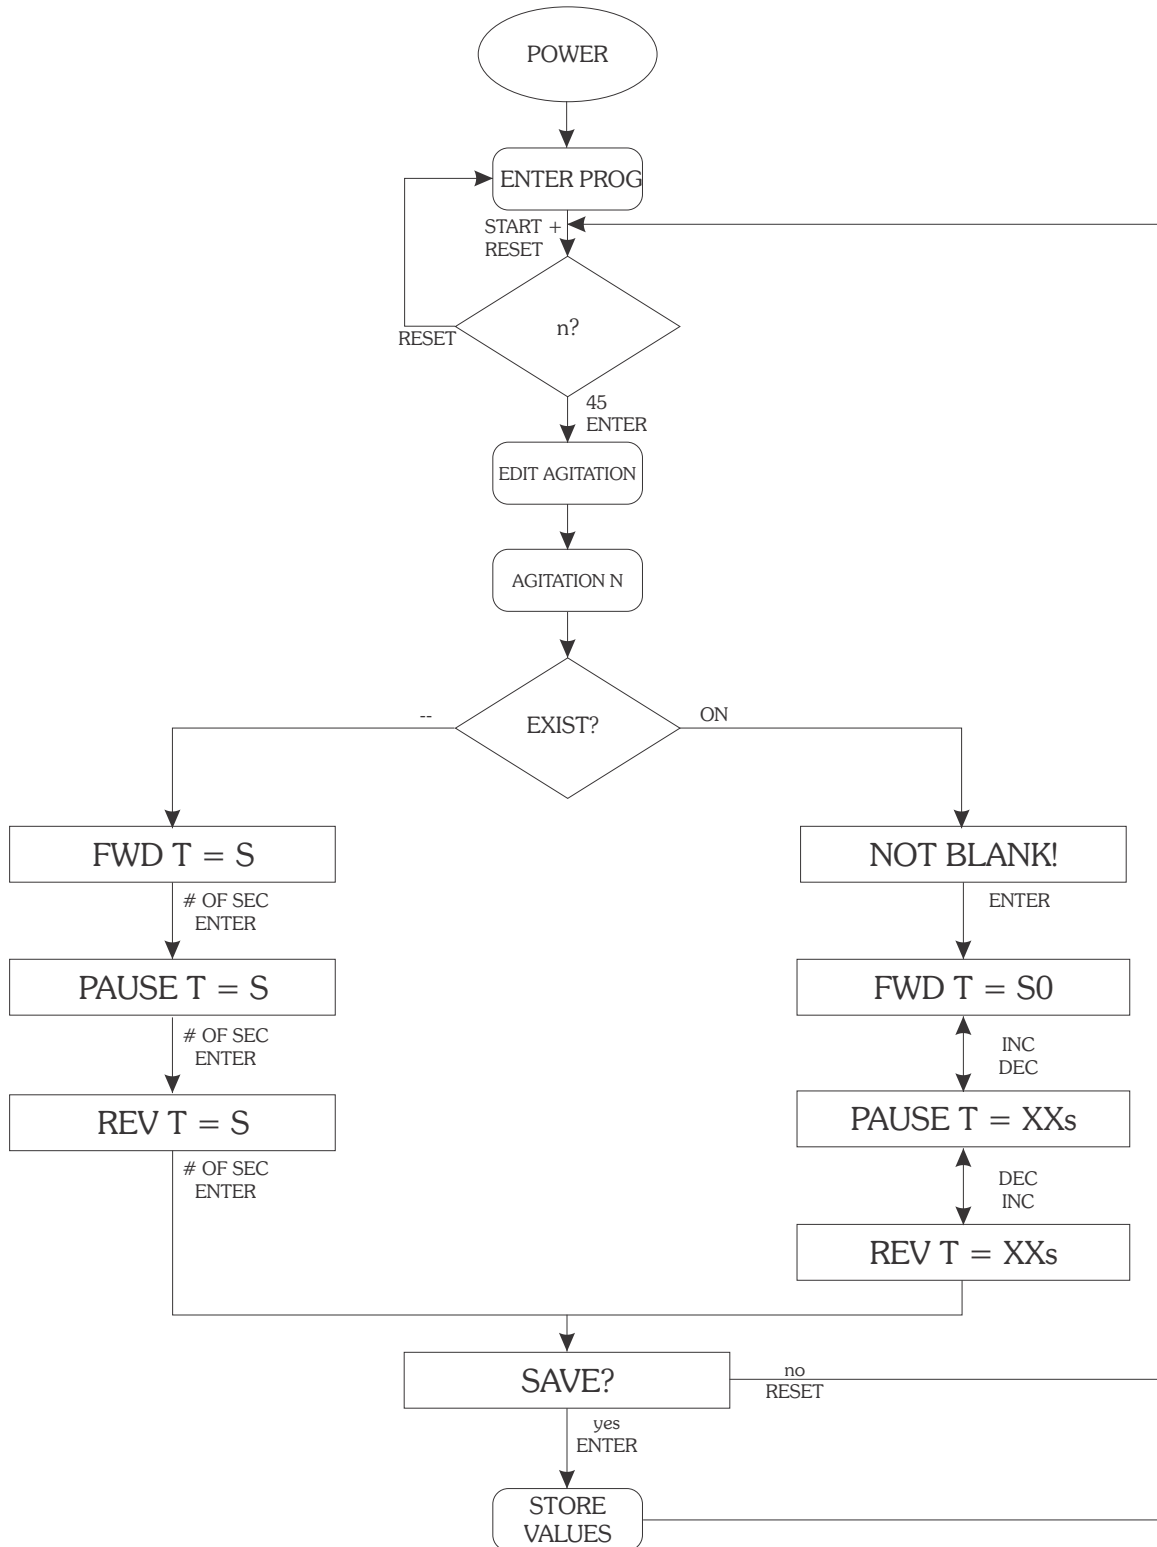 POWER
ENTER PROG
START +
RESET
n?
RESET
45
ENTER
EDIT AGITATION
AGITATION N
EXIST?
--
ON
FWD T = S
# OF SEC
ENTER
PAUSE T = S
# OF SEC
ENTER
REV T = S
# OF SEC
ENTER
NOT BLANK!
ENTER
FWD T = S0
INC
DEC
PAUSE T = XXs
DEC
INC
REV T = XXs
SAVE?
no
RESET
yes
ENTER
STORE
VALUES